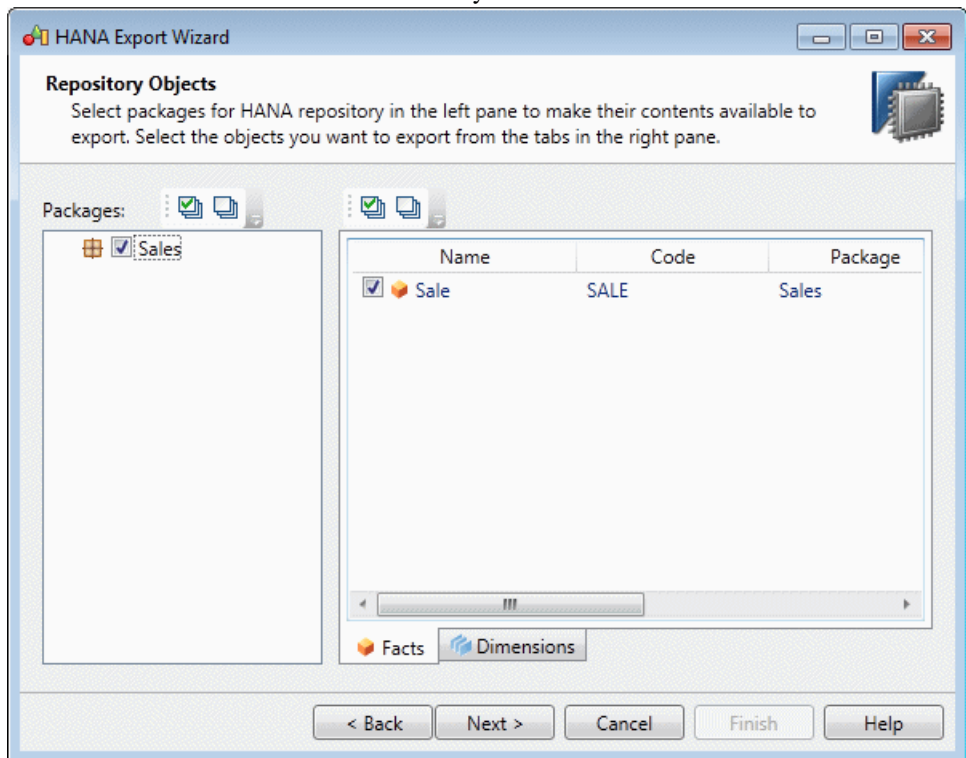 HANA Export Wizard
Repository Objects
Select packages for HANA repository in the left pane to make their contents available to
export. Select the objects you want to export from the tabs in the right pane.
Packages:
Sales
Name Code Package
Sale SALE Sales
Facts Dimensions
< Back Next > Cancel Finish Help